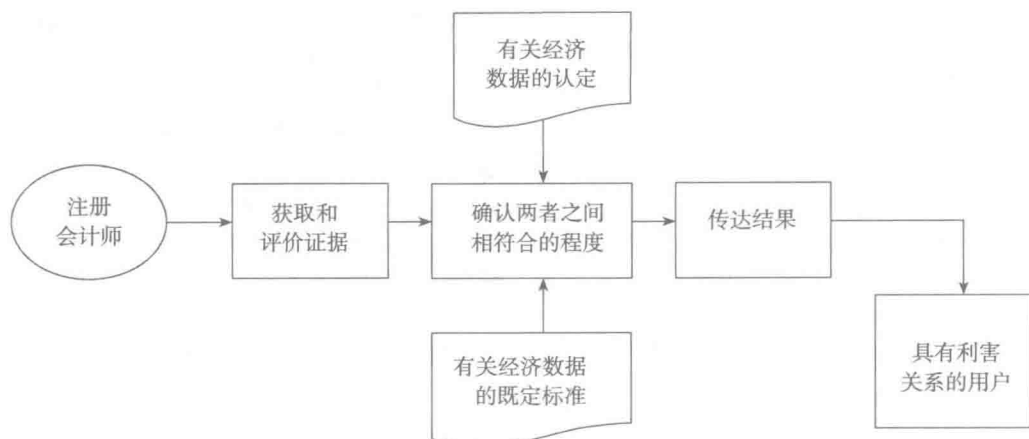 有关经济
数据的认定
注册
会计师
获取和
评价证据
确认两者之间
相符合的程度
传达结果
有关经济数据
的既定标准
具有利害
关系的用户